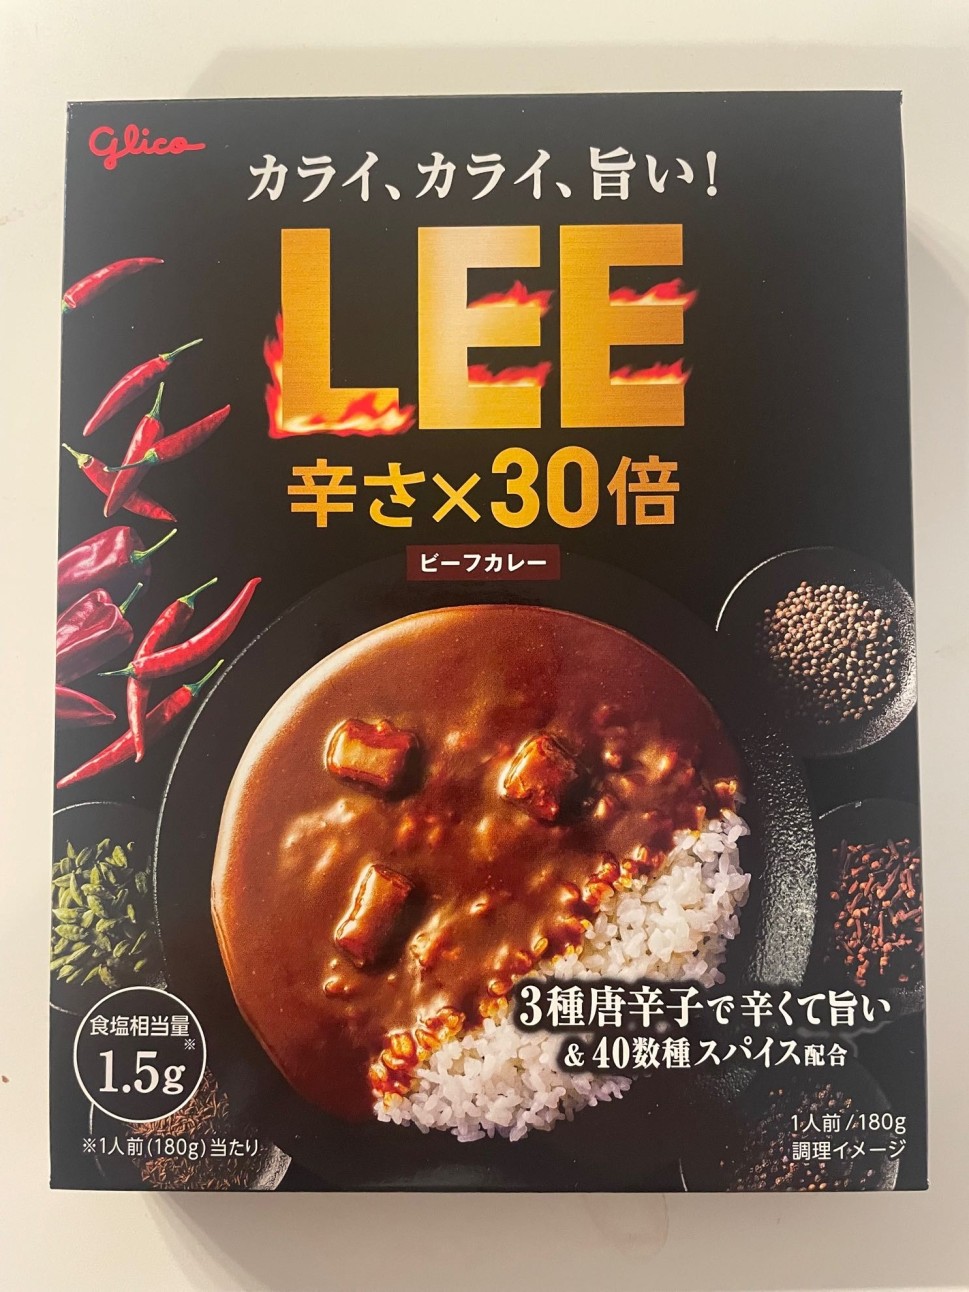 Glico
カライ、カライ、旨い!
LEE
辛さ×30倍
ビーフカレー
3種唐辛子で辛くて旨い
&40数種スパイス配合
食塩相当量
※
1.5g
※1人前(180g)当たり
1人前/180g
調理イメージ